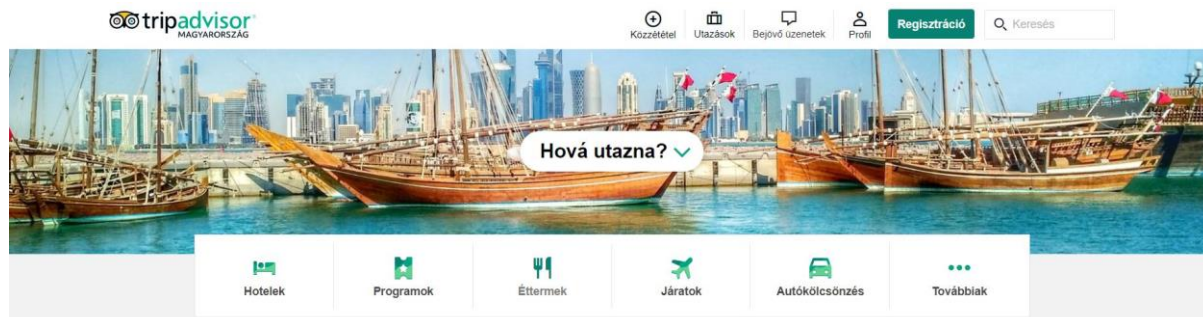 tripadvisor
MAGYARORSZÁG
Közzététel
Utazások
Bejövő üzenetek
Profil
Regisztráció
Keresés
Hová utazna?
Hotelek
Programok
Éttermek
Járatok
Autókölcsönzés
Továbbiak